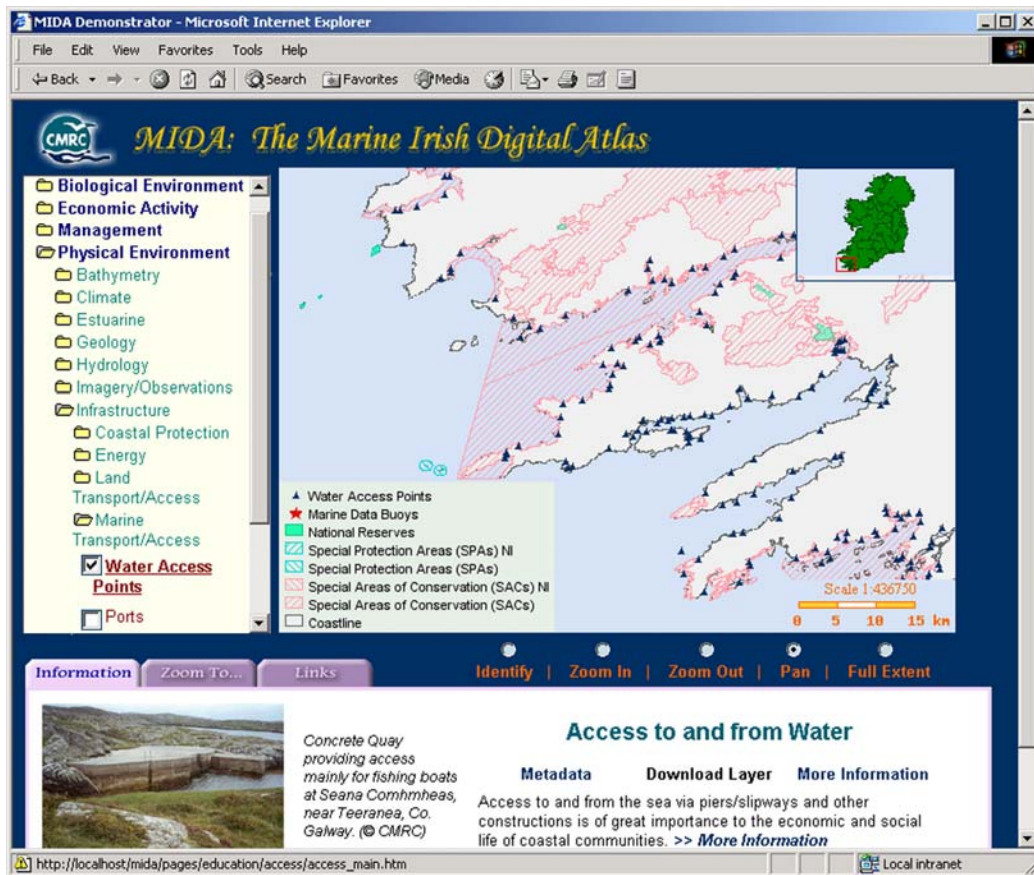 MIDA Demonstrator - Microsoft Internet Explorer
File Edit View Favorites Tools Help
Back Search Favorites Media
CMRC
MIDA: The Marine Irish Digital Atlas
Biological Environment
Economic Activity
Management
Physical Environment
Bathymetry
Climate
Estuarine
Geology
Hydrology
Imagery/Observations
Infrastructure
Coastal Protection
Energy
Land
Transport/Access
Marine
Transport/Access
Water Access
Points
Ports
Water Access Points
Marine Data Buoys
National Reserves
Special Protection Areas (SPAs) NI
Special Protection Areas (SPAs)
Special Areas of Conservation (SACs) NI
Special Areas of Conservation (SACs)
Coastline
Scale 1:436750
0 5 10 15 km
Identify | Zoom In | Zoom Out | Pan | Full Extent
Information Zoom To... Links
Concrete Quay
providing access
mainly for fishing boats
at Seana Comhmheas,
near Teeranea, Co.
Galway. (© CMRC)
Access to and from Water
Metadata Download Layer More Information
Access to and from the sea via piers/slipways and other
constructions is of great importance to the economic and social
life of coastal communities. >> More Information
http://localhost/mida/pages/education/access/access_main.htm
Local intranet